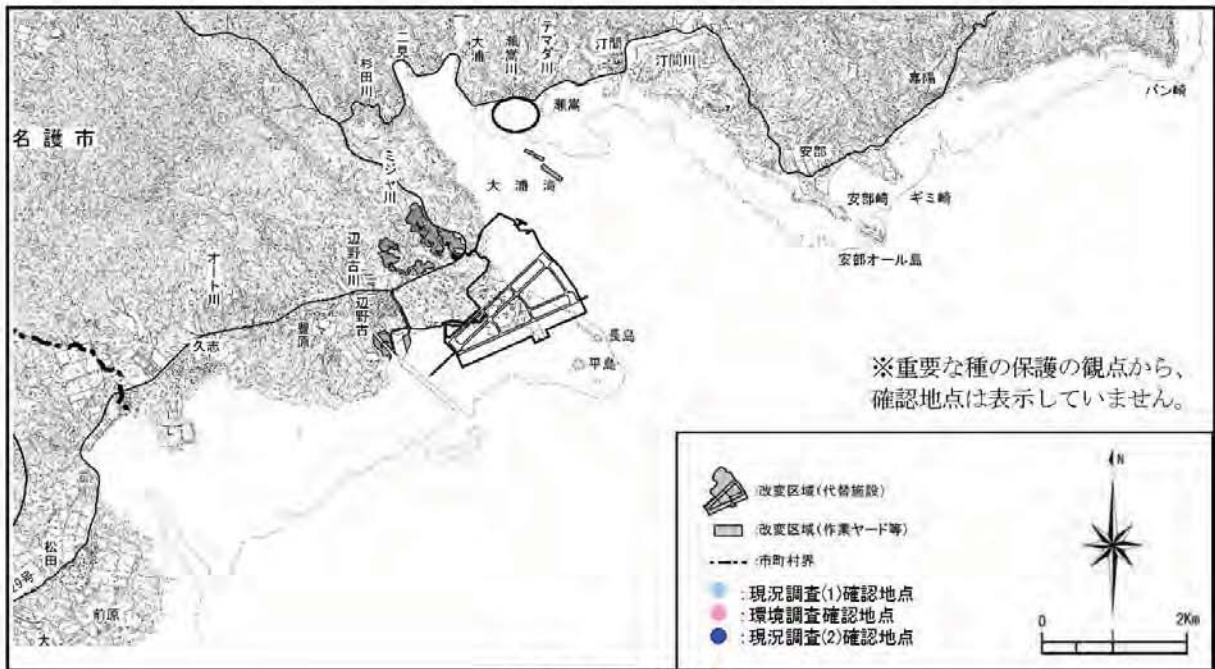 名護市
杉田川
二見
大浦
瀬嵩川
テマダ川
汀間
汀間川
瀬嵩
嘉陽
バン崎
安部
安部崎
ギミ崎
安部オール島
大浦湾
ミジャ川
辺野古川
辺野古
オート川
豊原
久志
長島
平島
松田
前原
大
29号
※重要な種の保護の観点から、
確認地点は表示していません。
:改変区域(代替施設)
:改変区域(作業ヤード等)
:市町村界
:現況調査(1)確認地点
:環境調査確認地点
:現況調査(2)確認地点
N
0 2Km